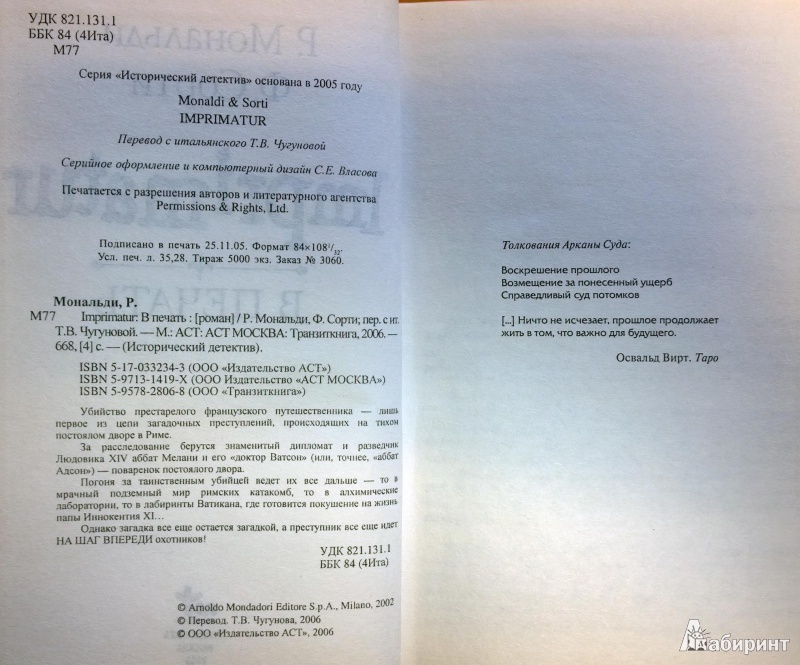 УДК 821.131.1
ББК 84 (4Ита)
М77
Серия «Исторический детектив» основана в 2005 году
Monaldi & Sorti
IMPRIMATUR
Перевод с итальянского Т.В. Чугуновой
Серийное оформление и компьютерный дизайн С.Е. Власова
Печатается с разрешения авторов и литературного агентства
Permissions & Rights, Ltd.
Подписано в печать 25.11.05. Формат 84×108¹/₃₂.
Усл. печ. л. 35,28. Тираж 5000 экз. Заказ № 3060.
Мональди, Р.
М77 Imprimatur: В печать : [роман] / Р. Мональди, Ф. Сорти; пер. с ит.
Т.В. Чугуновой. — М.: АСТ: АСТ МОСКВА: Транзиткнига, 2006. —
668, [4] с. — (Исторический детектив).
ISBN 5-17-033234-3 (ООО «Издательство АСТ»)
ISBN 5-9713-1419-X (ООО Издательство «АСТ МОСКВА»)
ISBN 5-9578-2806-8 (ООО «Транзиткнига»)
Убийство престарелого французского путешественника — лишь
первое из цепи загадочных преступлений, происходящих на тихом
постоялом дворе в Риме.
За расследование берутся знаменитый дипломат и разведчик
Людовика XIV аббат Мелани и его «доктор Ватсон» (или, точнее, «аббат
Адсон») — поваренок постоялого двора.
Погоня за таинственным убийцей ведет их все дальше — то в
мрачный подземный мир римских катакомб, то в алхимические
лаборатории, то в лабиринты Ватикана, где готовится покушение на жизнь
папы Иннокентия XI...
Однако загадка все еще остается загадкой, а преступник все еще идет
НА ШАГ ВПЕРЕДИ охотников!
УДК 821.131.1
ББК 84 (4Ита)
© Arnoldo Mondadori Editore S.p.A., Milano, 2002
© Перевод. Т.В. Чугунова, 2006
© ООО «Издательство АСТ», 2006
Толкования Арканы Суда:
Воскрешение прошлого
Возмещение за понесенный ущерб
Справедливый суд потомков
[...] Ничто не исчезает, прошлое продолжает
жить в том, что важно для будущего.
Освальд Вирт. Таро
Лабиринт